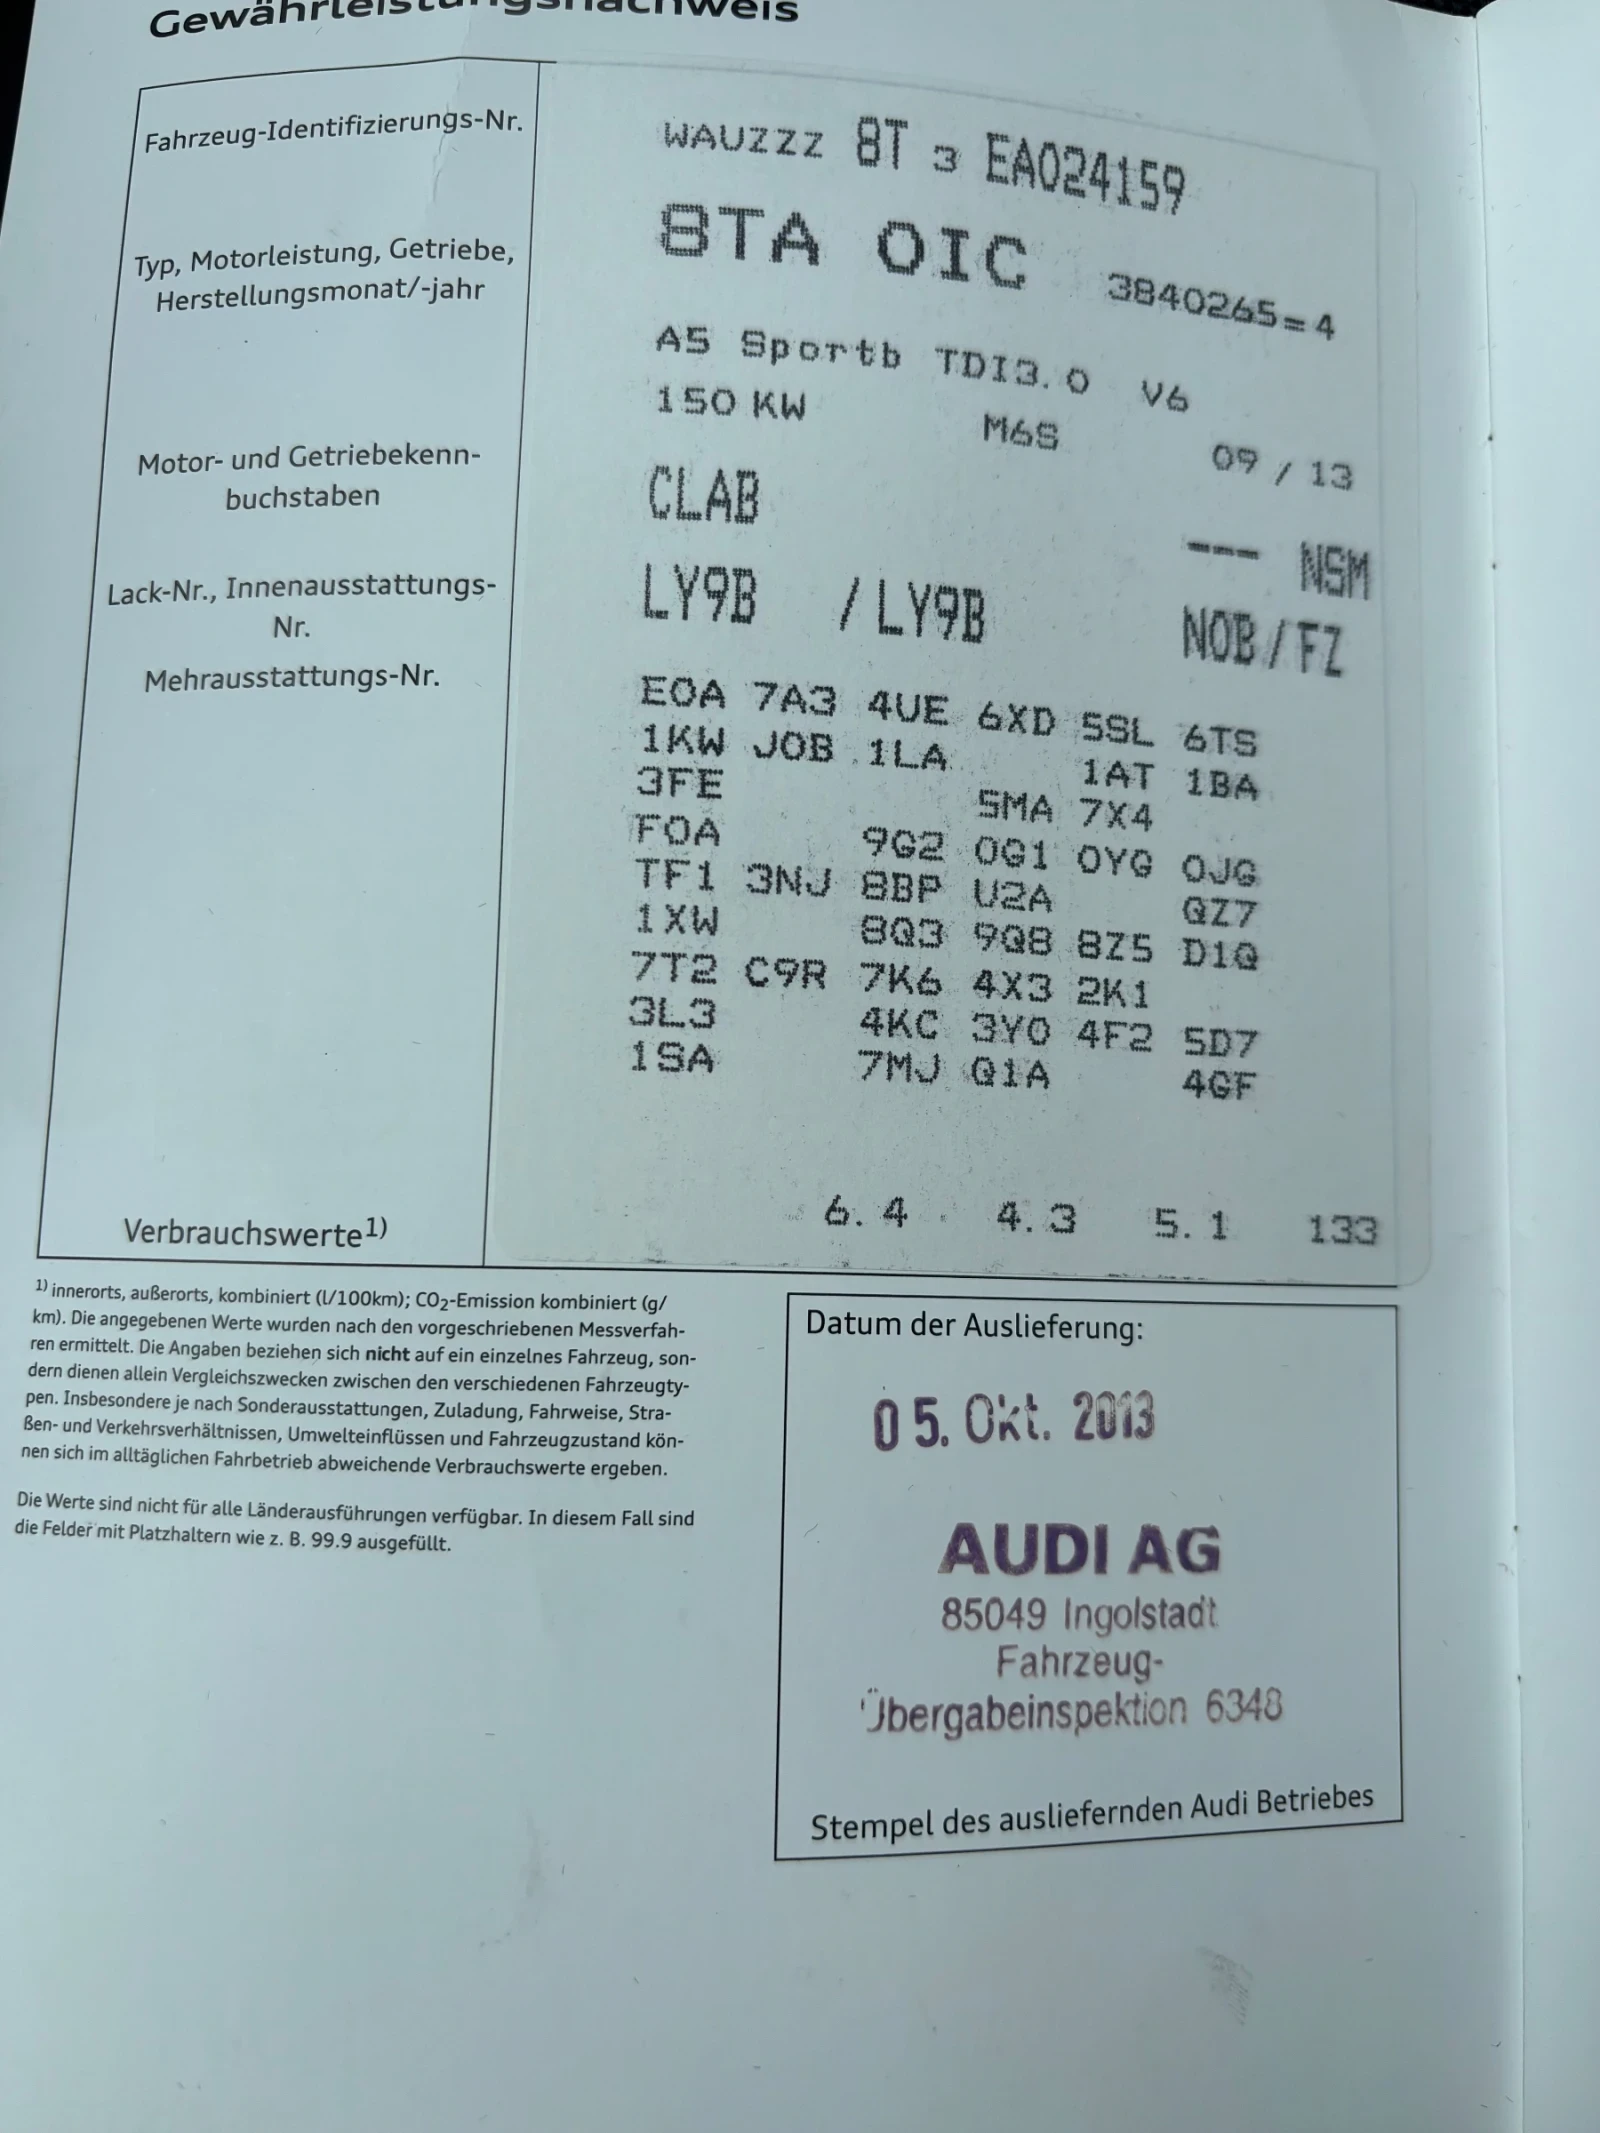 Gewährleistungsnachweis
Fahrzeug-Identifizierungs-Nr.
WAUZZZ 8T 3 EA024159
Typ, Motorleistung, Getriebe,
Herstellungsmonat/-jahr
8TA 0IC 3840265=4
A5 Sportb TDI3.0 V6
150 KW M6S 09 / 13
Motor- und Getriebekenn-
buchstaben
CLAB --- NSM
Lack-Nr., Innenausstattungs-
Nr.
LY9B / LY9B NOB / FZ
Mehrausstattungs-Nr.
E0A 7A3 4UE 6XD 5SL 6TS
1KW J0B 1LA 1AT 1BA
3FE 5MA 7X4
F0A 9G2 0G1 0YG 0JG
TF1 3NJ 8BP U2A QZ7
1XW 8Q3 9Q8 8Z5 D1Q
7T2 C9R 7K6 4X3 2K1
3L3 4KC 3Y0 4F2 5D7
1SA 7MJ Q1A 4GF
Verbrauchswerte1)
6.4 4.3 5.1 133
1) innerorts, außerorts, kombiniert (l/100km); CO2-Emission kombiniert (g/
km). Die angegebenen Werte wurden nach den vorgeschriebenen Messverfah-
ren ermittelt. Die Angaben beziehen sich nicht auf ein einzelnes Fahrzeug, son-
dern dienen allein Vergleichszwecken zwischen den verschiedenen Fahrzeugty-
pen. Insbesondere je nach Sonderausstattungen, Zuladung, Fahrweise, Stra-
ßen- und Verkehrsverhältnissen, Umwelteinflüssen und Fahrzeugzustand kön-
nen sich im alltäglichen Fahrbetrieb abweichende Verbrauchswerte ergeben.
Die Werte sind nicht für alle Länderausführungen verfügbar. In diesem Fall sind
die Felder mit Platzhaltern wie z. B. 99.9 ausgefüllt.
Datum der Auslieferung:
05. Okt. 2013
AUDI AG
85049 Ingolstadt
Fahrzeug-
Übergabeinspektion 6348
Stempel des ausliefernden Audi Betriebes